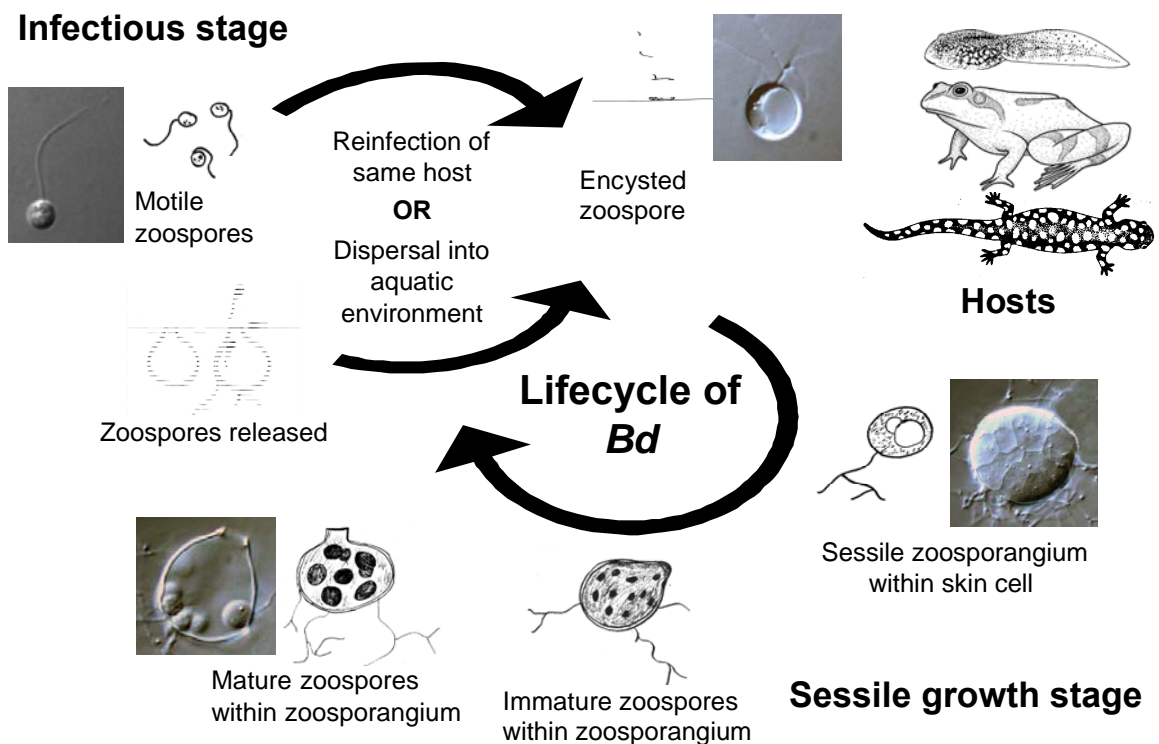 Infectious stage
Motile
zoospores
Reinfection of
same host
OR
Dispersal into
aquatic
environment
Encysted
zoospore
Hosts
Zoospores released
Lifecycle of
Bd
Sessile zoosporangium
within skin cell
Mature zoospores
within zoosporangium
Immature zoospores
within zoosporangium
Sessile growth stage